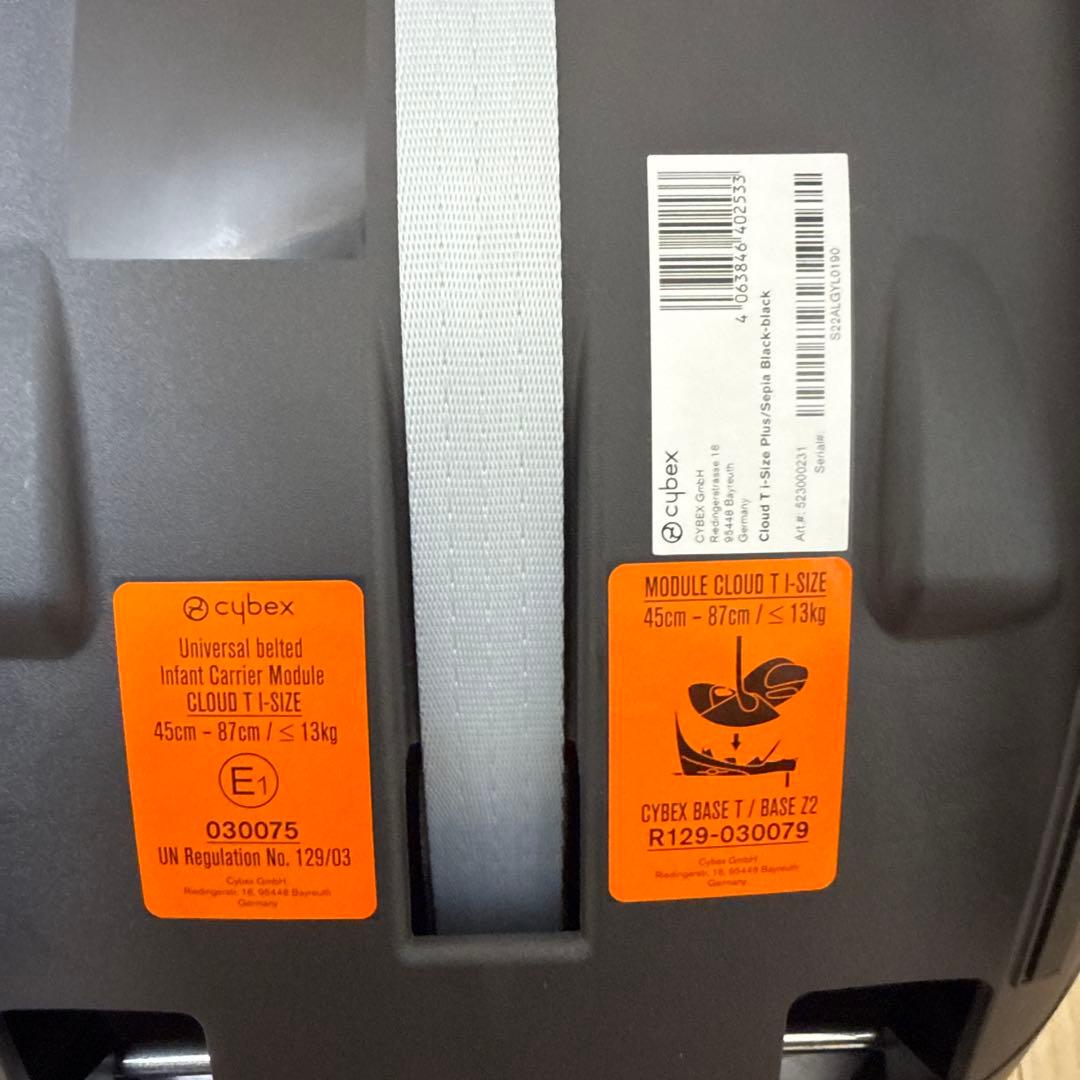 cybex
Universal belted
Infant Carrier Module
CLOUD T I-SIZE
45cm – 87cm / ≤ 13kg
E1
030075
UN Regulation No. 129/03
Cybex GmbH
Riedingerstr. 18, 95448 Bayreuth
Germany
4 063846 402533
cybex
CYBEX GmbH
Riedingerstrasse 18
95448 Bayreuth
Germany
Cloud T i-Size Plus/Sepia Black-black
Art.#: 523000231
Serial#:
S22ALGYL0190
MODULE CLOUD T I-SIZE
45cm – 87cm / ≤ 13kg
CYBEX BASE T / BASE Z2
R129-030079
Cybex GmbH
Riedingerstr. 18, 95448 Bayreuth
Germany